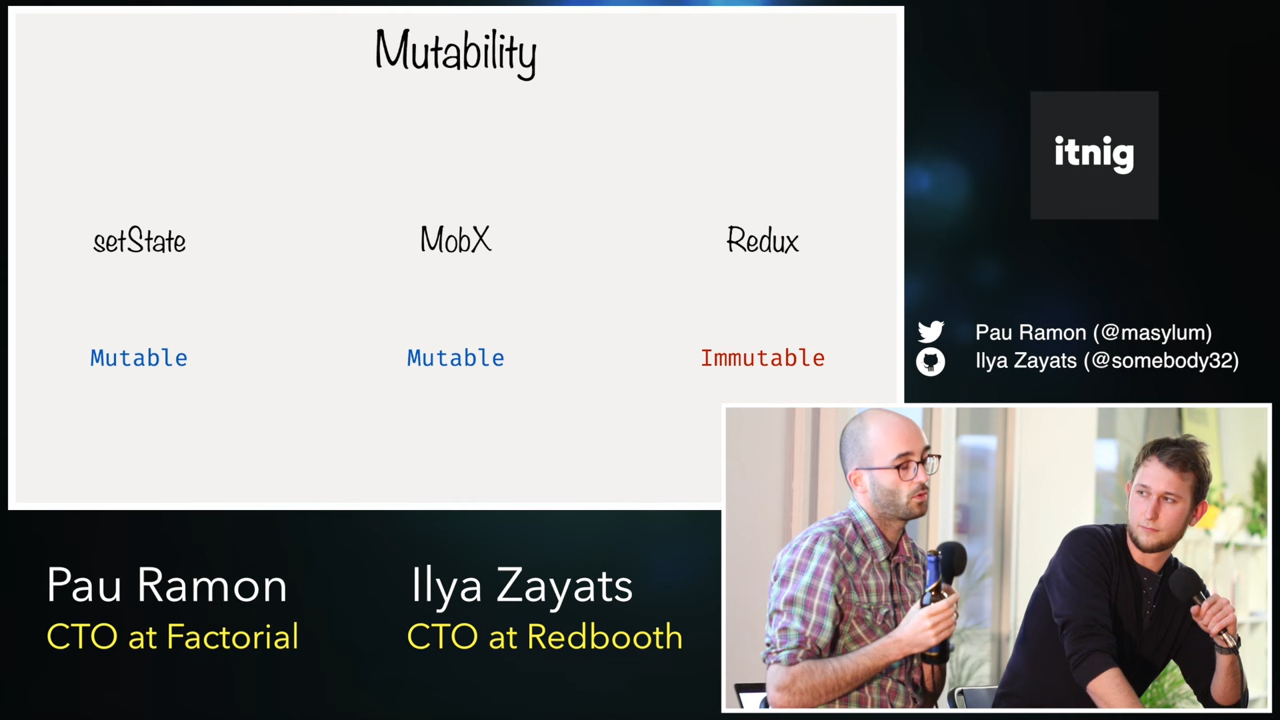 Mutability
setState MobX Redux
Mutable Mutable Immutable
itnig
Pau Ramon (@masylum)
Ilya Zayats (@somebody32)
Pau Ramon Ilya Zayats
CTO at Factorial CTO at Redbooth